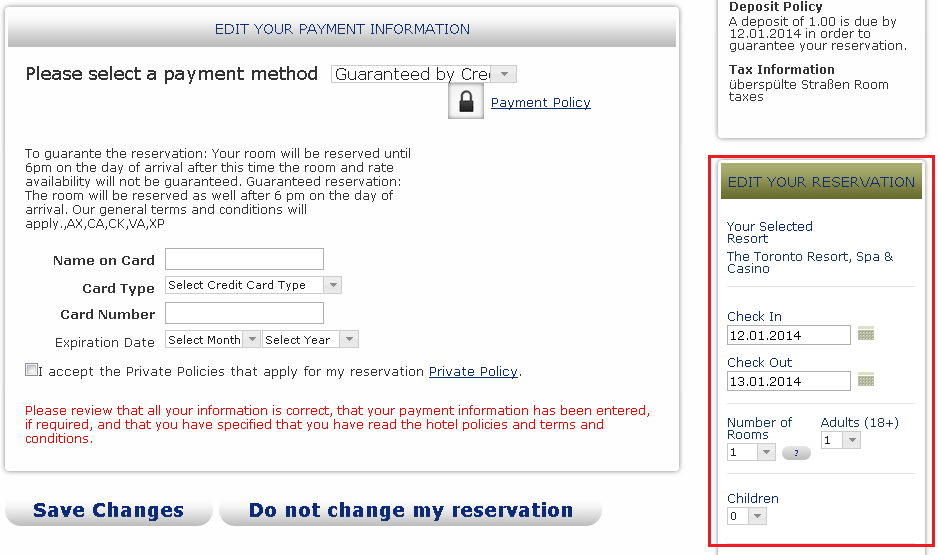 EDIT YOUR PAYMENT INFORMATION
Please select a payment method Guaranteed by Cre
Payment Policy
To guarante the reservation: Your room will be reserved until
6pm on the day of arrival after this time the room and rate
availability will not be guaranteed. Guaranteed reservation:
The room will be reserved as well after 6 pm on the day of
arrival. Our general terms and conditions will
apply.,AX,CA,CK,VA,XP
Name on Card
Card Type Select Credit Card Type
Card Number
Expiration Date Select Month Select Year
I accept the Private Policies that apply for my reservation Private Policy.
Please review that all your information is correct, that your payment information has been entered,
if required, and that you have specified that you have read the hotel policies and terms and
conditions.
Save Changes Do not change my reservation
Deposit Policy
A deposit of 1.00 is due by
12.01.2014 in order to
guarantee your reservation.
Tax Information
überspülte Straßen Room
taxes
EDIT YOUR RESERVATION
Your Selected
Resort
The Toronto Resort, Spa &
Casino
Check In
12.01.2014
Check Out
13.01.2014
Number of
Rooms
1 ?
Adults (18+)
1
Children
0